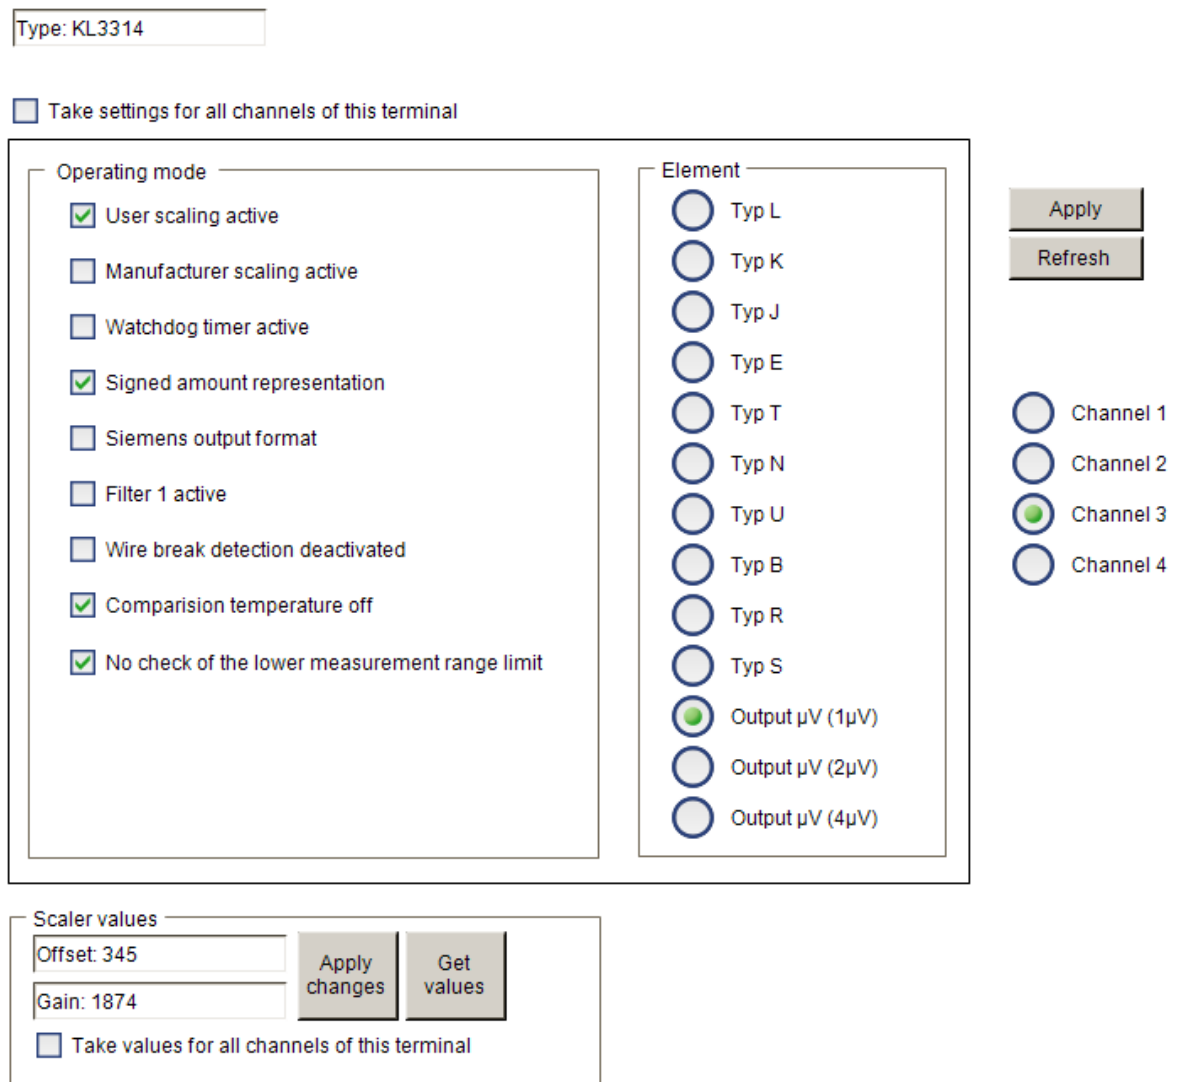 Type: KL3314
Take settings for all channels of this terminal
Operating mode
User scaling active
Manufacturer scaling active
Watchdog timer active
Signed amount representation
Siemens output format
Filter 1 active
Wire break detection deactivated
Comparision temperature off
No check of the lower measurement range limit
Element
Typ L
Typ K
Typ J
Typ E
Typ T
Typ N
Typ U
Typ B
Typ R
Typ S
Output µV (1µV)
Output µV (2µV)
Output µV (4µV)
Apply
Refresh
Channel 1
Channel 2
Channel 3
Channel 4
Scaler values
Offset: 345
Gain: 1874
Apply
changes
Get
values
Take values for all channels of this terminal